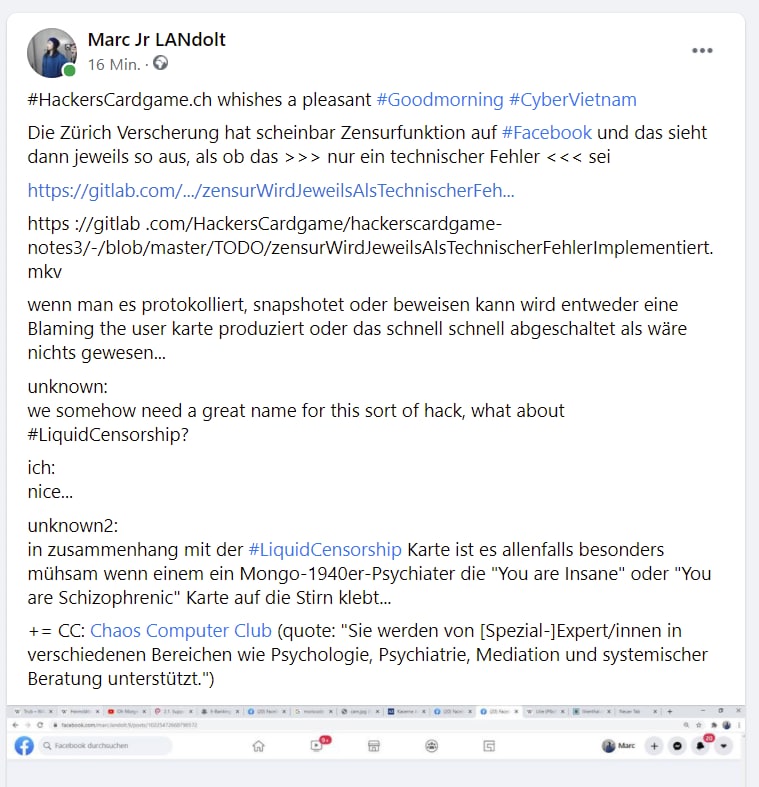 Marc Jr LANdolt
16 Min. ·
#HackersCardgame.ch whishes a pleasant #Goodmorning #CyberVietnam
Die Zürich Verscherung hat scheinbar Zensurfunktion auf #Facebook und das sieht
dann jeweils so aus, als ob das >>> nur ein technischer Fehler <<< sei
https://gitlab.com/.../zensurWirdJeweilsAlsTechnischerFeh...
https ://gitlab .com/HackersCardgame/hackerscardgame-
notes3/-/blob/master/TODO/zensurWirdJeweilsAlsTechnischerFehlerImplementiert.
mkv
wenn man es protokolliert, snapshotet oder beweisen kann wird entweder eine
Blaming the user karte produziert oder das schnell schnell abgeschaltet als wäre
nichts gewesen...
unknown:
we somehow need a great name for this sort of hack, what about
#LiquidCensorship?
ich:
nice...
unknown2:
in zusammenhang mit der #LiquidCensorship Karte ist es allenfalls besonders
mühsam wenn einem ein Mongo-1940er-Psychiater die "You are Insane" oder "You
are Schizophrenic" Karte auf die Stirn klebt...
+= CC: Chaos Computer Club (quote: "Sie werden von [Spezial-]Expert/innen in
verschiedenen Bereichen wie Psychologie, Psychiatrie, Mediation und systemischer
Beratung unterstützt.")
Facebook durchsuchen
9+
Marc
20